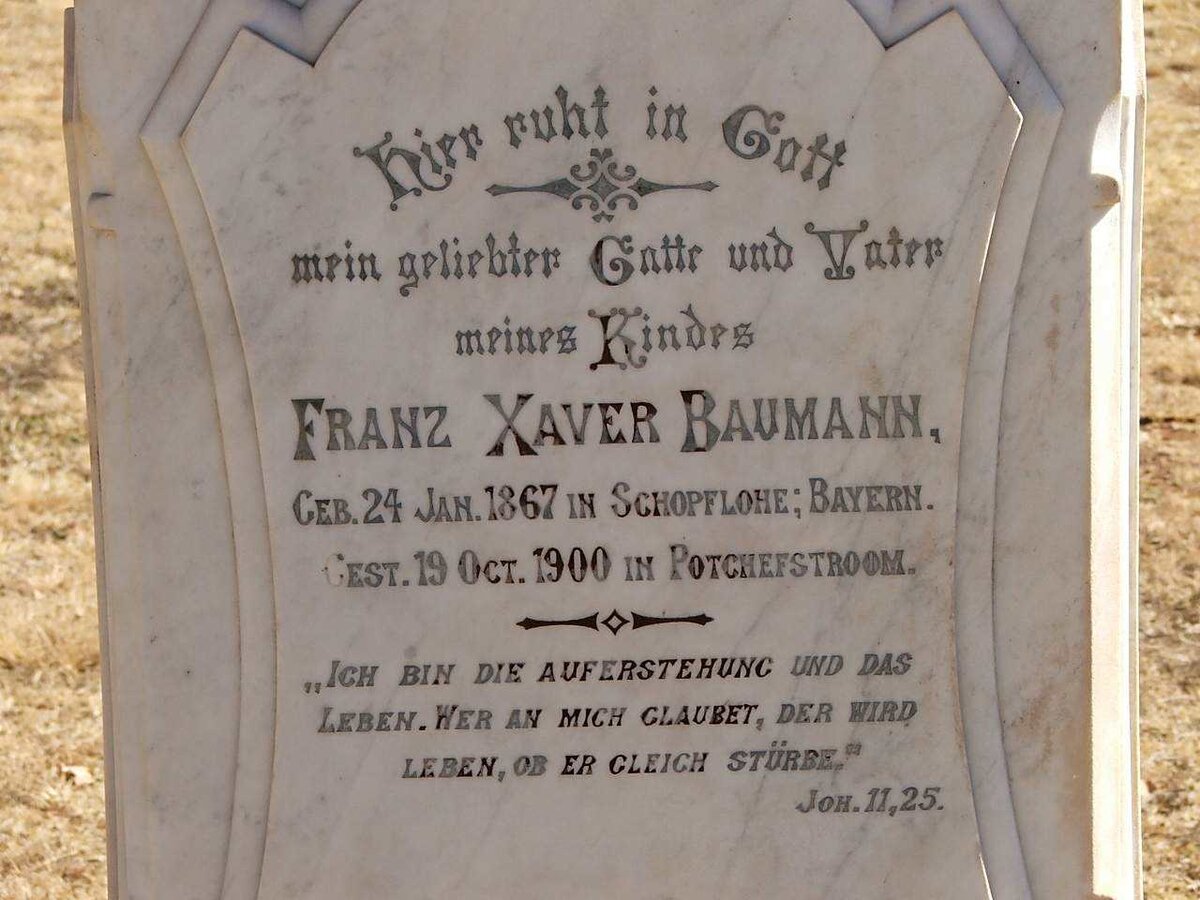 Hier ruht in Gott
mein geliebter Gatte und Vater
meines Kindes
FRANZ XAVER BAUMANN,
GEB. 24 JAN. 1867 IN SCHOPFLOHE; BAYERN.
GEST. 19 OCT. 1900 IN POTCHEFSTROOM.
„ICH BIN DIE AUFERSTEHUNG UND DAS
LEBEN. WER AN MICH GLAUBET, DER WIRD
LEBEN, OB ER GLEICH STÜRBE."
JOH. 11,25.